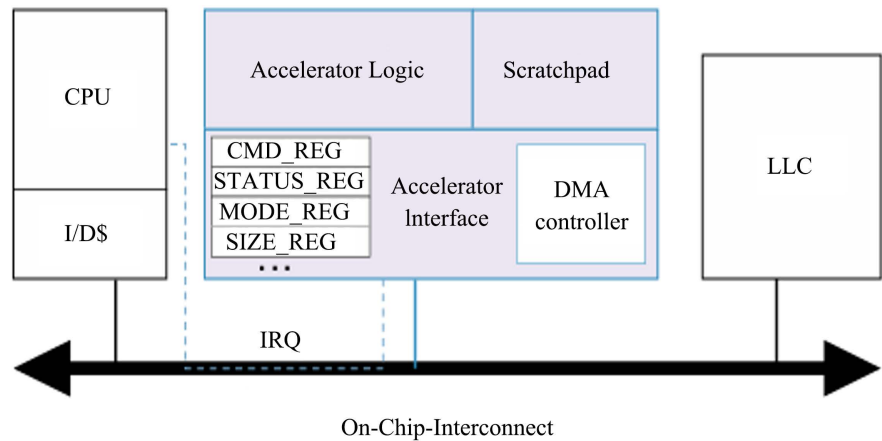 CPU
I/D$
Accelerator Logic
Scratchpad
CMD_REG
STATUS_REG
MODE_REG
SIZE_REG
...
Accelerator
lnterface
DMA
controller
LLC
IRQ
On-Chip-Interconnect